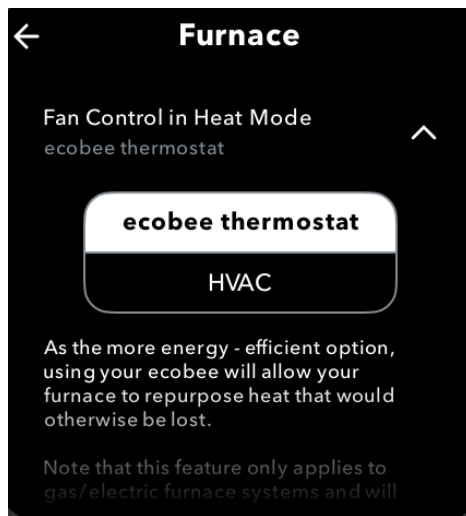 Furnace
Fan Control in Heat Mode
ecobee thermostat
ecobee thermostat
HVAC
As the more energy - efficient option,
using your ecobee will allow your
furnace to repurpose heat that would
otherwise be lost.
Note that this feature only applies to
gas/electric furnace systems and will